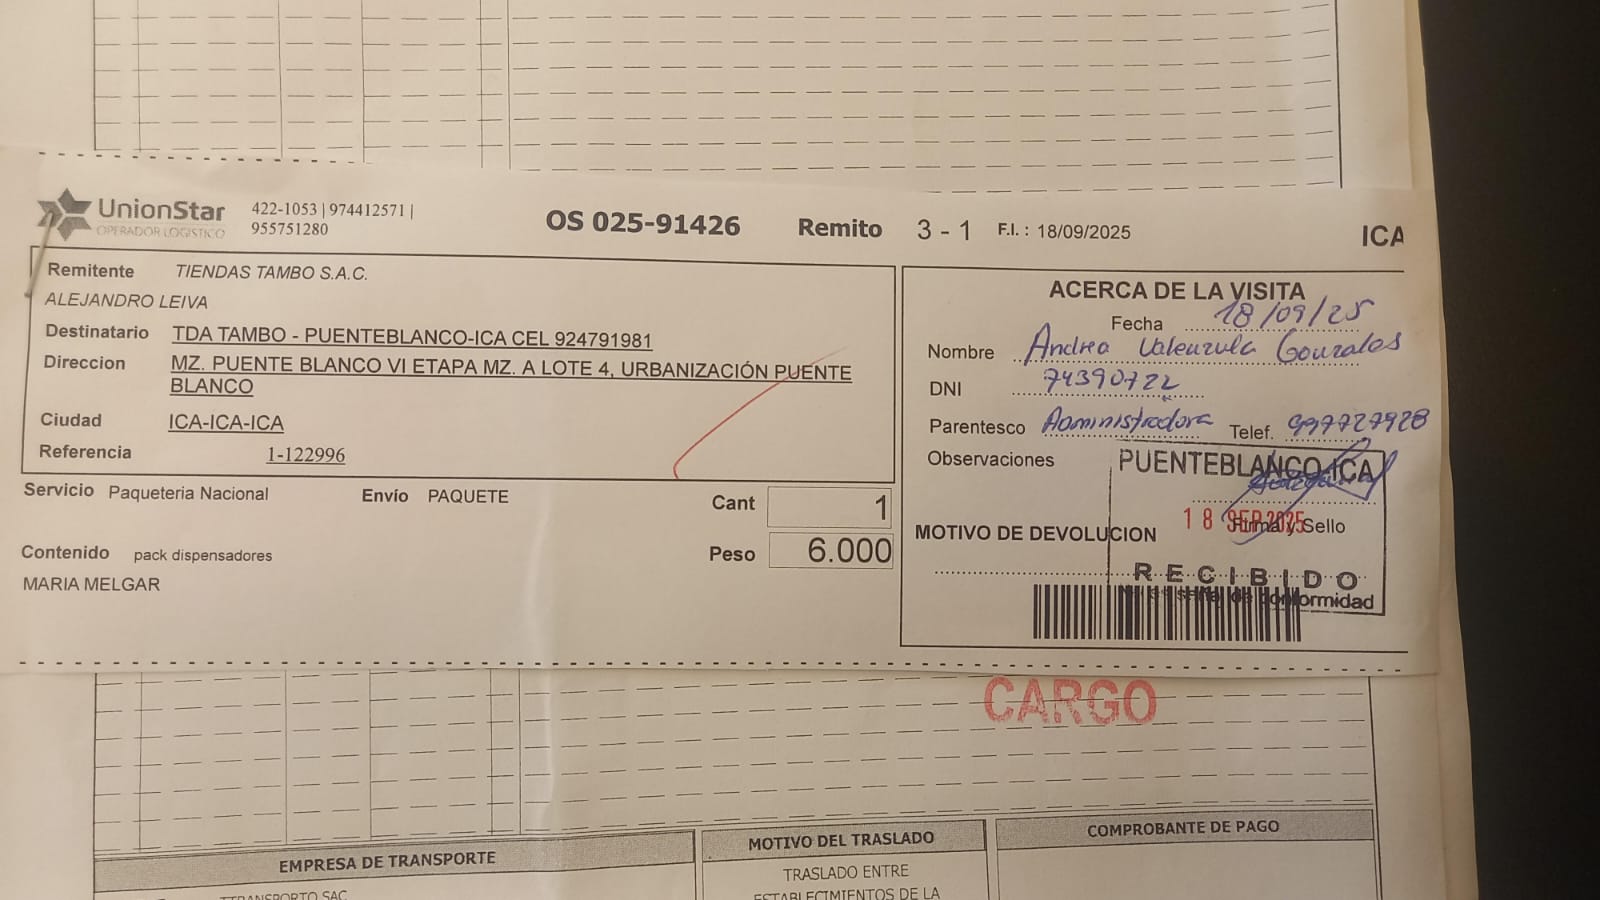 UnionStar
OPERADOR LOGISTICO
422-1053 | 974412571 |
955751280
OS 025-91426
Remito 3 - 1
F.I. : 18/09/2025
ICA
Remitente TIENDAS TAMBO S.A.C.
ALEJANDRO LEIVA
Destinatario TDA TAMBO - PUENTEBLANCO-ICA CEL 924791981
Direccion MZ. PUENTE BLANCO VI ETAPA MZ. A LOTE 4, URBANIZACIÓN PUENTE
BLANCO
Ciudad ICA-ICA-ICA
Referencia 1-122996
Servicio Paqueteria Nacional
Envío PAQUETE
Cant 1
Contenido pack dispensadores
Peso 6.000
MARIA MELGAR
ACERCA DE LA VISITA
Fecha 18/09/25
Nombre Andrea Valenzula Gonzales
DNI 74390722
Parentesco Administradora Telef. 997727928
Observaciones
PUENTEBLANCO-ICA
18 SEP 2025
Firma y Sello
MOTIVO DE DEVOLUCION
RECIBIDO
conformidad
CARGO
EMPRESA DE TRANSPORTE
MOTIVO DEL TRASLADO
COMPROBANTE DE PAGO
TRASLADO ENTRE
ESTABLECIMIENTOS DE LA